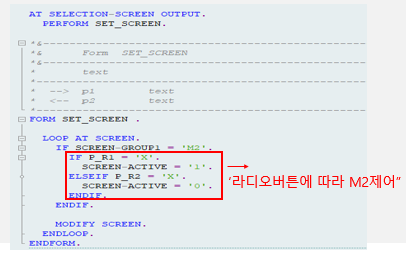 AT SELECTION-SCREEN OUTPUT.
PERFORM SET_SCREEN.
*&---------------------------------------------------------------------
*&      Form  SET_SCREEN
*&---------------------------------------------------------------------
*       text
*----------------------------------------------------------------------
*  -->  p1        text
*  <--  p2        text
*----------------------------------------------------------------------
FORM SET_SCREEN .
LOOP AT SCREEN.
IF SCREEN-GROUP1 = 'M2'.
IF P_R1 = 'X'.
SCREEN-ACTIVE = '1'.
ELSEIF P_R2 = 'X'.
SCREEN-ACTIVE = '0'.
ENDIF.
ENDIF.
MODIFY SCREEN.
ENDLOOP.
ENDFORM.
‘라디오버튼에 따라 M2제어”